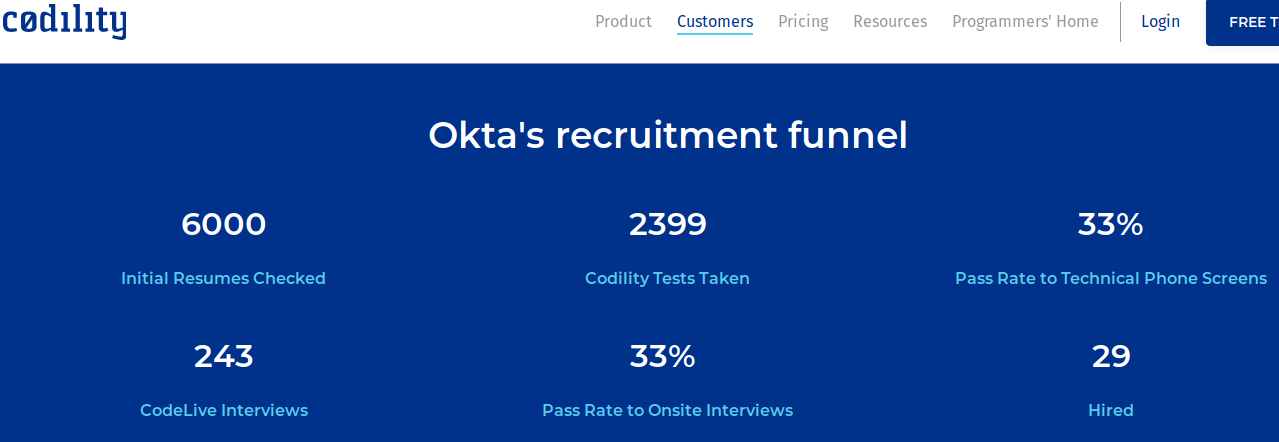 codility
Product Customers Pricing Resources Programmers' Home Login FREE T
Okta's recruitment funnel
6000 2399 33%
Initial Resumes Checked Codility Tests Taken Pass Rate to Technical Phone Screens
243 33% 29
CodeLive Interviews Pass Rate to Onsite Interviews Hired